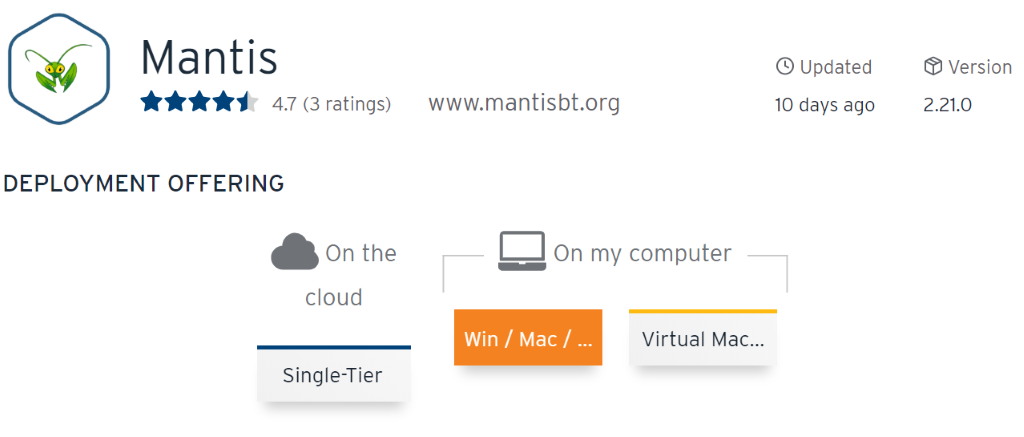 Mantis
4.7 (3 ratings)
www.mantisbt.org
Updated
10 days ago
Version
2.21.0
DEPLOYMENT OFFERING
On the
cloud
On my computer
Single-Tier
Win / Mac / ...
Virtual Mac...